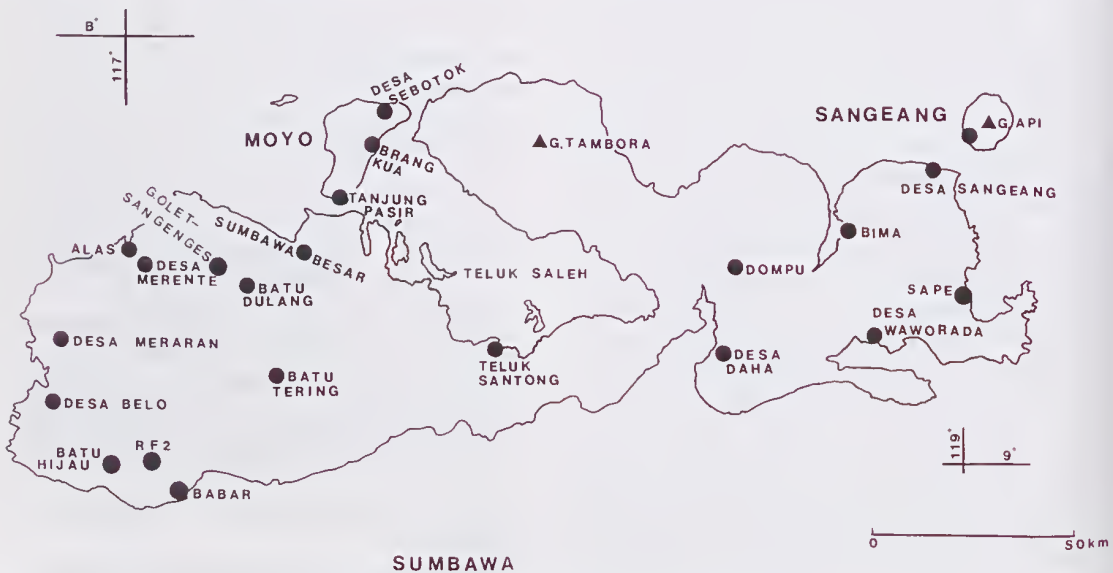 8°
117°
DESA
SEBOTOK
MOYO
BRANG
KUA
TANJUNG
PASIR
G.TAMBORA
SANGEANG
G.API
DESA SANGEANG
G.OLET-
SANGENGES
SUMBAWA
BESAR
ALAS
DESA
MERENTE
BATU
DULANG
TELUK SALEH
BIMA
DOMPU
SAPE
DESA
WAWORADA
DESA MERARAN
TELUK
SANTONG
DESA
DAHA
BATU
TERING
DESA BELO
BATU
HIJAU
RF2
BABAR
119°
9°
0
50km
SUMBAWA